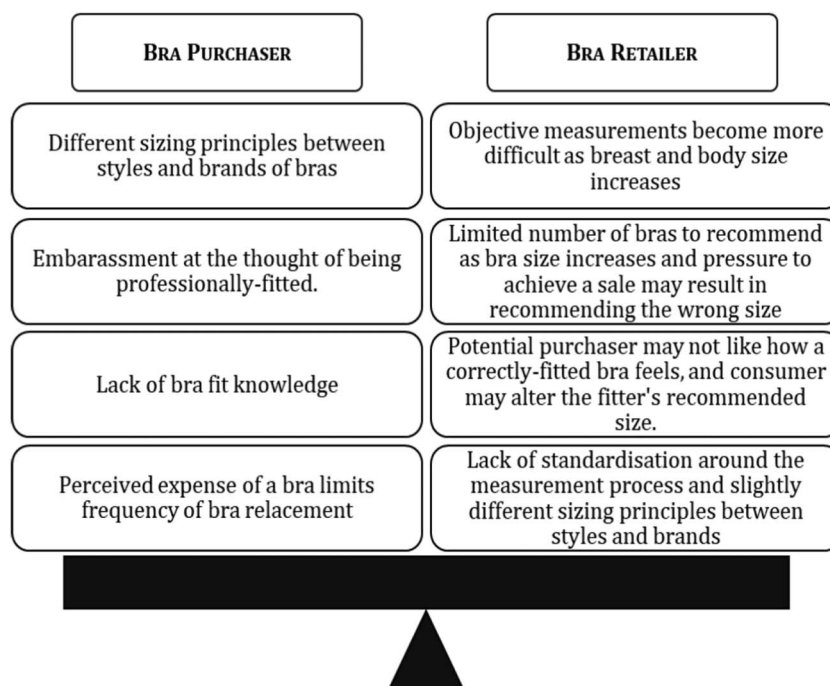 BRA PURCHASER
BRA RETAILER
Different sizing principles between
styles and brands of bras
Objective measurements become more
difficult as breast and body size
increases
Embarassment at the thought of being
professionally-fitted.
Limited number of bras to recommend
as bra size increases and pressure to
achieve a sale may result in
recommending the wrong size
Lack of bra fit knowledge
Potential purchaser may not like how a
correctly-fitted bra feels, and consumer
may alter the fitter's recommended
size.
Perceived expense of a bra limits
frequency of bra relacement
Lack of standardisation around the
measurement process and slightly
different sizing principles between
styles and brands